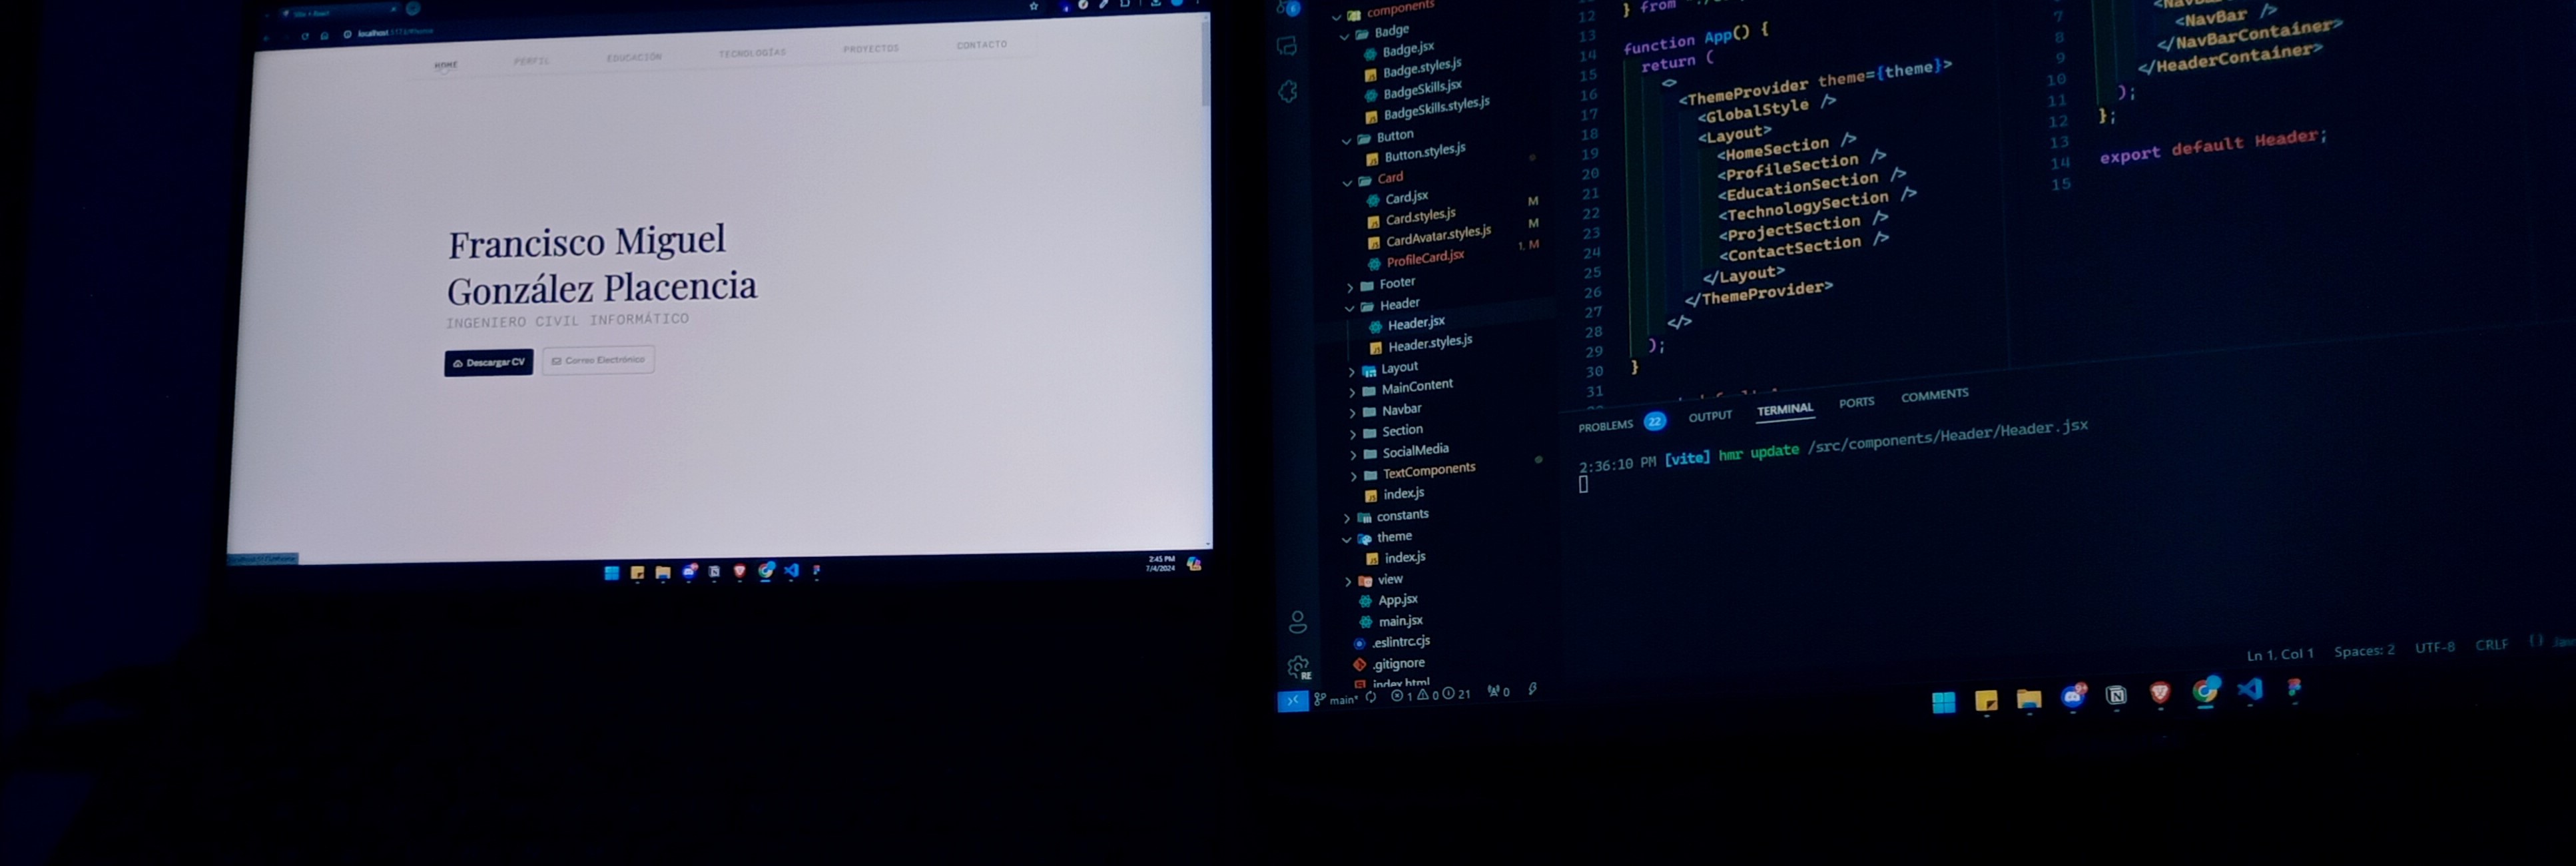 Vite + React
localhost
HOME
PERFIL
EDUCACIÓN
TECNOLOGÍAS
PROYECTOS
CONTACTO
Francisco Miguel
González Placencia
INGENIERO CIVIL INFORMÁTICO
Descargar CV
Correo Electrónico
2:45 PM
7/4/2024
components
Badge
Badge.jsx
Badge.styles.js
BadgeSkills.jsx
BadgeSkills.styles.js
Button
Button.styles.js
Card
Card.jsx
Card.styles.js M
CardAvatar.styles.js M
ProfileCard.jsx 1, M
Footer
Header
Header.jsx
Header.styles.js
Layout
MainContent
Navbar
Section
SocialMedia
TextComponents
index.js
constants
theme
index.js
view
App.jsx
main.jsx
.eslintrc.cjs
.gitignore
index.html
RE
main*
1 0 21
0
12 } from
13
14 function App() {
15 return (
16 <>
17 <ThemeProvider theme={theme}>
18 <GlobalStyle />
19 <Layout>
20 <HomeSection />
21 <ProfileSection />
22 <EducationSection />
23 <TechnologySection />
24 <ProjectSection />
25 <ContactSection />
26 </Layout>
27 </ThemeProvider>
28 </>
29 );
30 }
31
7 <NavBar />
8 </NavBarContainer>
9 </HeaderContainer>
10 );
11 };
12
13 export default Header;
14
15
PROBLEMS 22 OUTPUT TERMINAL PORTS COMMENTS
2:36:10 PM [vite] hmr update /src/components/Header/Header.jsx
Ln 1, Col 1 Spaces: 2 UTF-8 CRLF { }